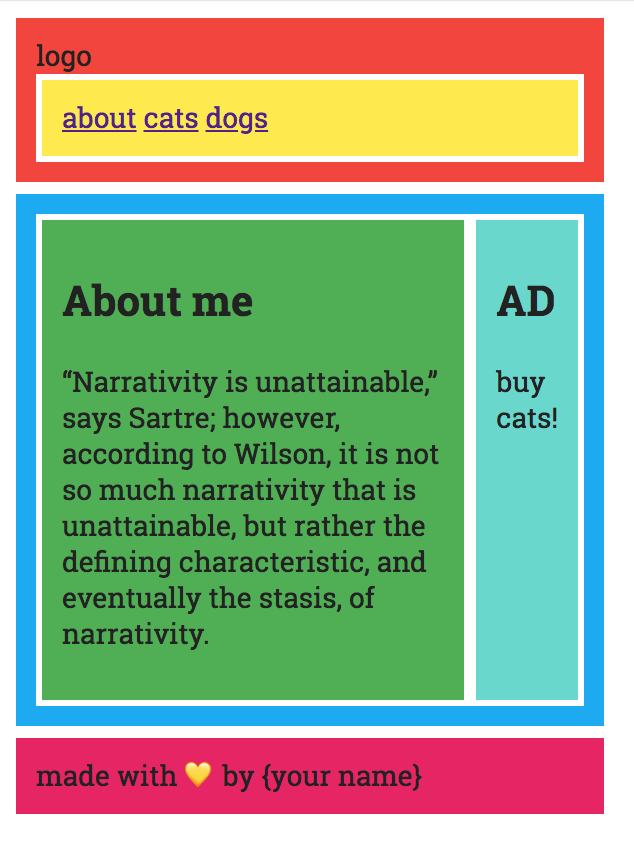 logo
about cats dogs
About me
“Narrativity is unattainable,”
says Sartre; however,
according to Wilson, it is not
so much narrativity that is
unattainable, but rather the
defining characteristic, and
eventually the stasis, of
narrativity.
AD
buy
cats!
made with 💛 by {your name}